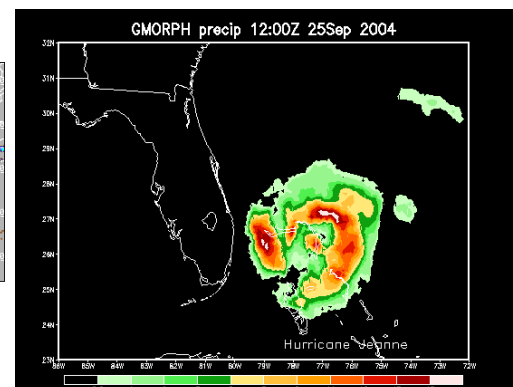 GMORPH precip 12:00Z 25Sep 2004
32N
31N
30N
29N
28N
27N
26N
25N
24N
23N
Hurricane Jeanne
86W 85W 84W 83W 82W 81W 80W 79W 78W 77W 76W 75W 74W 73W 72W